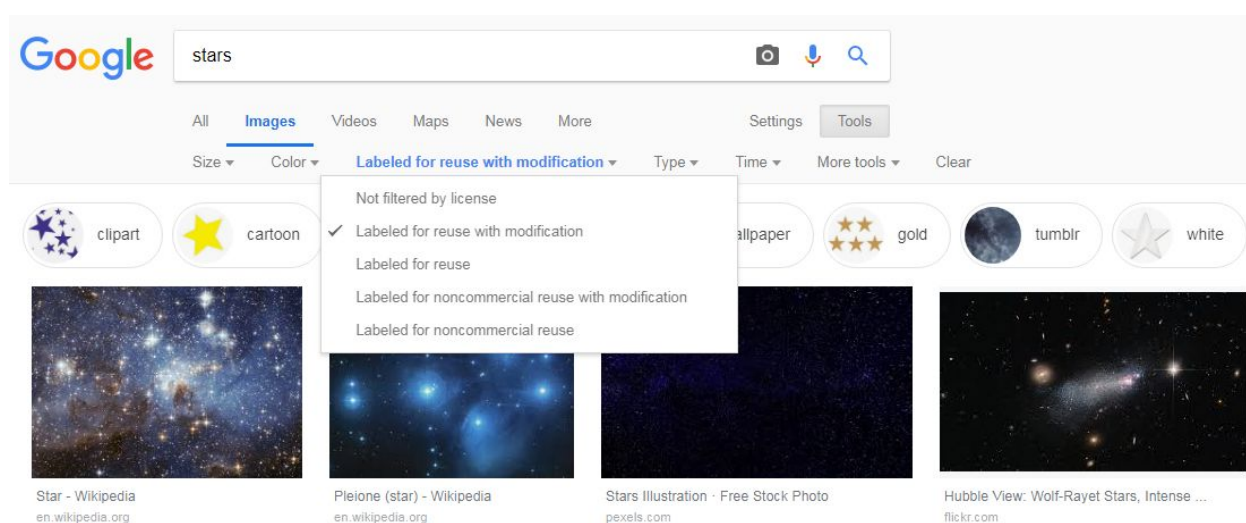 Google
stars
All Images Videos Maps News More Settings Tools
Size Color Labeled for reuse with modification Type Time More tools Clear
Not filtered by license
Labeled for reuse with modification
Labeled for reuse
Labeled for noncommercial reuse with modification
Labeled for noncommercial reuse
clipart cartoon allpaper gold tumblr white
Star - Wikipedia
en.wikipedia.org
Pleione (star) - Wikipedia
en.wikipedia.org
Stars Illustration · Free Stock Photo
pexels.com
Hubble View: Wolf-Rayet Stars, Intense ...
flickr.com